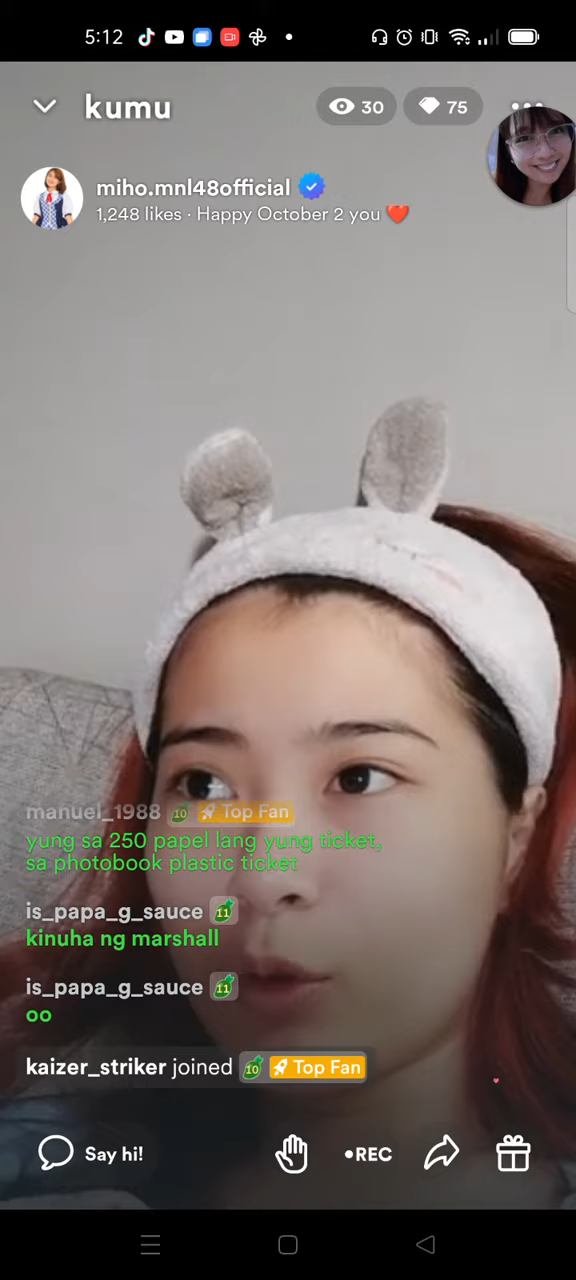 5:12
kumu
30
75
miho.mnl48official
1,248 likes · Happy October 2 you ❤️
manuel_1988 10 Top Fan
yung sa 250 papel lang yung ticket,
sa photobook plastic ticket
is_papa_g_sauce 11
kinuha ng marshall
is_papa_g_sauce 11
oo
kaizer_striker joined 10 Top Fan
Say hi!
•REC